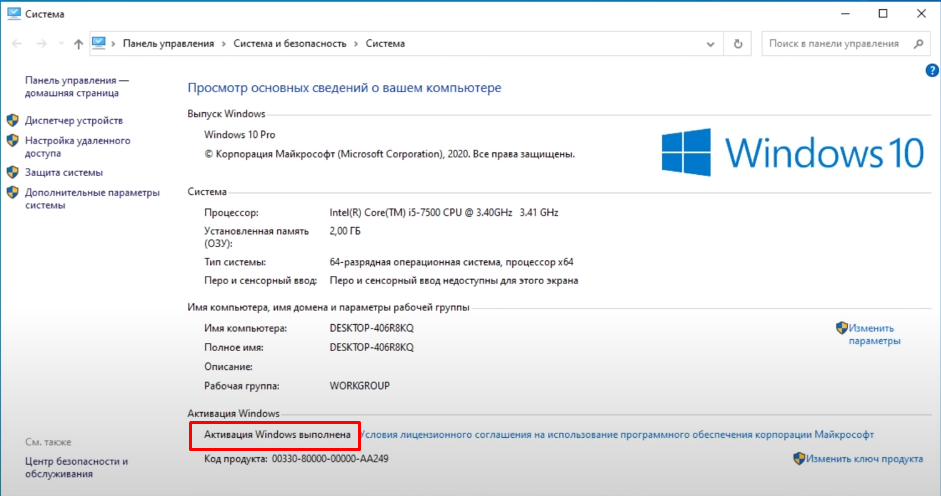 Система
Панель управления › Система и безопасность › Система
Поиск в панели управления
Панель управления —
домашняя страница
Диспетчер устройств
Настройка удаленного
доступа
Защита системы
Дополнительные параметры
системы
Просмотр основных сведений о вашем компьютере
Выпуск Windows
Windows 10 Pro
© Корпорация Майкрософт (Microsoft Corporation), 2020. Все права защищены.
Windows 10
Система
Процессор: Intel(R) Core(TM) i5-7500 CPU @ 3.40GHz 3.41 GHz
Установленная память
(ОЗУ): 2,00 ГБ
Тип системы: 64-разрядная операционная система, процессор x64
Перо и сенсорный ввод: Перо и сенсорный ввод недоступны для этого экрана
Имя компьютера, имя домена и параметры рабочей группы
Имя компьютера: DESKTOP-406R8KQ
Изменить
параметры
Полное имя: DESKTOP-406R8KQ
Описание:
Рабочая группа: WORKGROUP
Активация Windows
Активация Windows выполнена Условия лицензионного соглашения на использование программного обеспечения корпорации Майкрософт
Код продукта: 00330-80000-00000-AA249
Изменить ключ продукта
См. также
Центр безопасности и
обслуживания